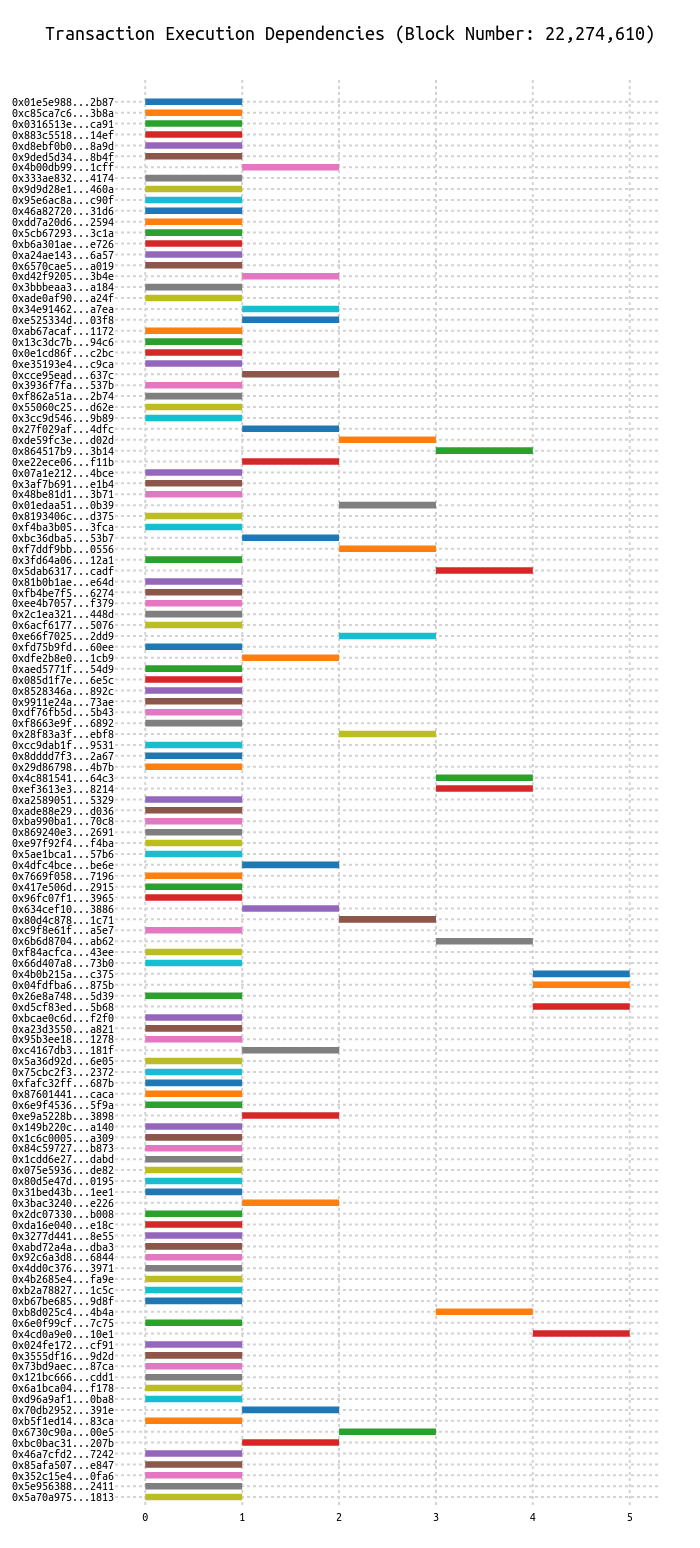 Transaction Execution Dependencies (Block Number: 22,274,610)
0x01e5e988...2b87
0xc85ca7c6...3b8a
0x0316513e...ca91
0x883c5518...14ef
0xd8ebf0b0...8a9d
0x9ded5d34...8b4f
0x4b00db99...1cff
0x333ae832...4174
0x9d9d28e1...460a
0x95e6ac8a...c90f
0x46a82720...31d6
0xdd7a20d6...2594
0x5cb67293...3c1a
0xb6a301ae...e726
0xa24ae143...6a57
0x6570cae5...a019
0xd42f9205...3b4e
0x3bbbeaa3...a184
0xade0af90...a24f
0x34e91462...a7ea
0xe525334d...03f8
0xab67acaf...1172
0x13c3dc7b...94c6
0x0e1cd86f...c2bc
0xe35193e4...c9ca
0xcce95ead...637c
0x3936f7fa...537b
0xf862a51a...2b74
0x55060c25...d62e
0x3cc9d546...9b89
0x27f029af...4dfc
0xde59fc3e...d02d
0x864517b9...3b14
0xe22ece06...f11b
0x07a1e212...4bce
0x3af7b691...e1b4
0x48be81d1...3b71
0x01edaa51...0b39
0x8193406c...d375
0xf4ba3b05...3fca
0xbc36dba5...53b7
0xf7ddf9bb...0556
0x3fd64a06...12a1
0x5dab6317...cadf
0x81b0b1ae...e64d
0xfb4be7f5...6274
0xee4b7057...f379
0x2c1ea321...448d
0x6acf6177...5076
0xe66f7025...2dd9
0xfd75b9fd...60ee
0xdfe2b8e0...1cb9
0xaed5771f...54d9
0x085d1f7e...6e5c
0x8528346a...892c
0x9911e24a...73ae
0xdf76fb5d...5b43
0xf8663e9f...6892
0x28f83a3f...ebf8
0xcc9dab1f...9531
0x8dddd7f3...2a67
0x29d86798...4b7b
0x4c881541...64c3
0xef3613e3...8214
0xa2589051...5329
0xade88e29...d036
0xba990ba1...70c8
0x869240e3...2691
0xe97f92f4...f4ba
0x5ae1bca1...57b6
0x4dfc4bce...be6e
0x7669f058...7196
0x417e506d...2915
0x96fc07f1...3965
0x634cef10...3886
0x80d4c878...1c71
0xc9f8e61f...a5e7
0x6b6d8704...ab62
0xf84acfca...43ee
0x66d407a8...73b0
0x4b0b215a...c375
0x04fdfba6...875b
0x26e8a748...5d39
0xd5cf83ed...5b68
0xbcae0c6d...f2f0
0xa23d3550...a821
0x95b3ee18...1278
0xc4167db3...181f
0x5a36d92d...6e05
0x75cbc2f3...2372
0xfafc32ff...687b
0x87601441...caca
0x6e9f4536...5f9a
0xe9a5228b...3898
0x149b220c...a140
0x1c6c0005...a309
0x84c59727...b873
0x1cdd6e27...dabd
0x075e5936...de82
0x80d5e47d...0195
0x31bed43b...1ee1
0x3bac3240...e226
0x2dc07330...b008
0xda16e040...e18c
0x3277d441...8e55
0xabd72a4a...dba3
0x92c6a3d8...6844
0x4dd0c376...3971
0x4b2685e4...fa9e
0xb2a78827...1c5c
0xb67be685...9d8f
0xb8d025c4...4b4a
0x6e0f99cf...7c75
0x4cd0a9e0...10e1
0x024fe172...cf91
0x3555df16...9d2d
0x73bd9aec...87ca
0x121bc666...cdd1
0x6a1bca04...f178
0xd96a9af1...0ba8
0x70db2952...391e
0xb5f1ed14...83ca
0x6730c90a...00e5
0xbc0bac31...207b
0x46a7cfd2...7242
0x85afa507...e847
0x352c15e4...0fa6
0x5e956388...2411
0x5a70a975...1813
0 1 2 3 4 5